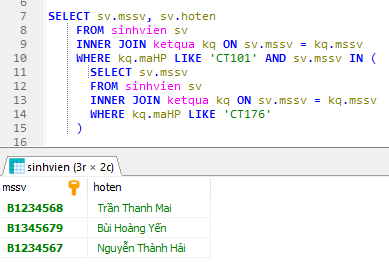 6
7 SELECT sv.mssv, sv.hoten
8 FROM sinhvien sv
9 INNER JOIN ketqua kq ON sv.mssv = kq.mssv
10 WHERE kq.maHP LIKE 'CT101' AND sv.mssv IN (
11 SELECT sv.mssv
12 FROM sinhvien sv
13 INNER JOIN ketqua kq ON sv.mssv = kq.mssv
14 WHERE kq.maHP LIKE 'CT176'
15 )
sinhvien (3r × 2c)
mssv hoten
B1234568 Trần Thanh Mai
B1345679 Bùi Hoàng Yến
B1234567 Nguyễn Thành Hải